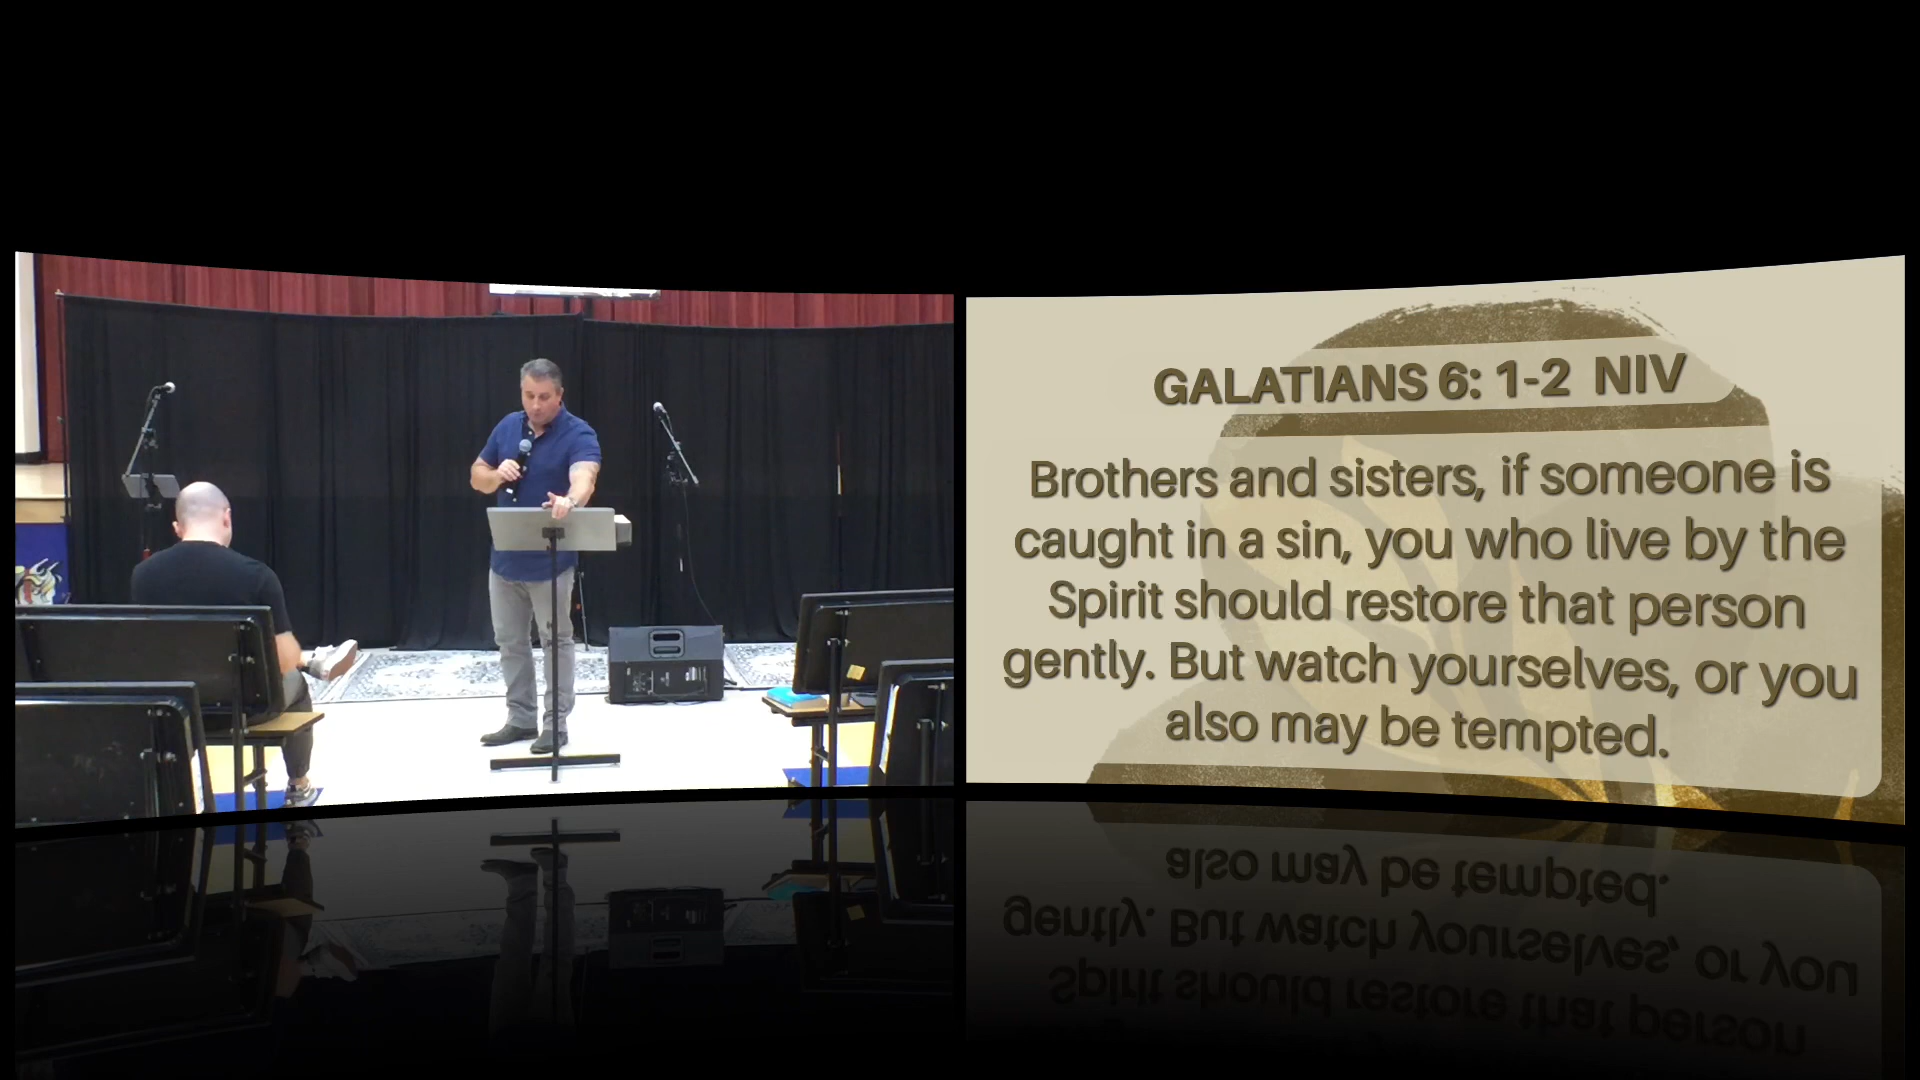 GALATIANS 6: 1-2 NIV
Brothers and sisters, if someone is
caught in a sin, you who live by the
Spirit should restore that person
gently. But watch yourselves, or you
also may be tempted.